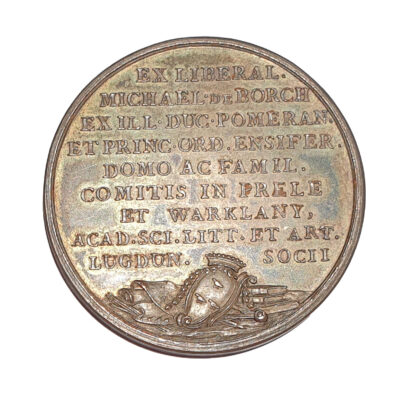 EX LIBERAL.
MICHAEL·DE BORCH
EX ILL·DUC·POMERAN.
ET PRINC·ORD·ENSIFER.
DOMO AC FAMIL.
COMITIS IN PRELE
ET WARKLANY,
ACAD·SCI.LITT.ET ART.
LUGDUN. SOCII